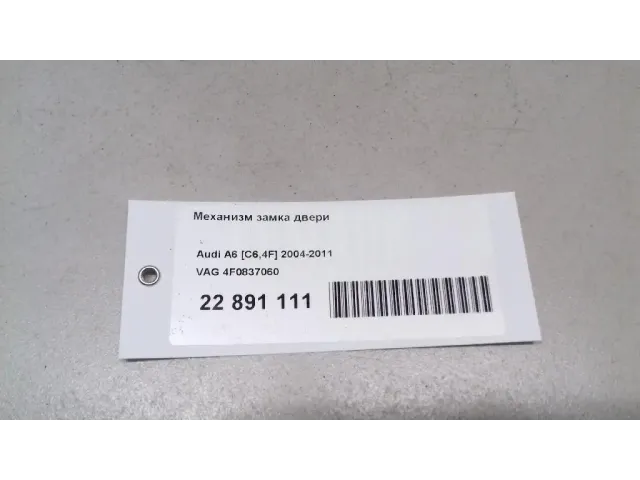 Механизм замка двери
Audi A6 [C6,4F] 2004-2011
VAG 4F0837060
22 891 111